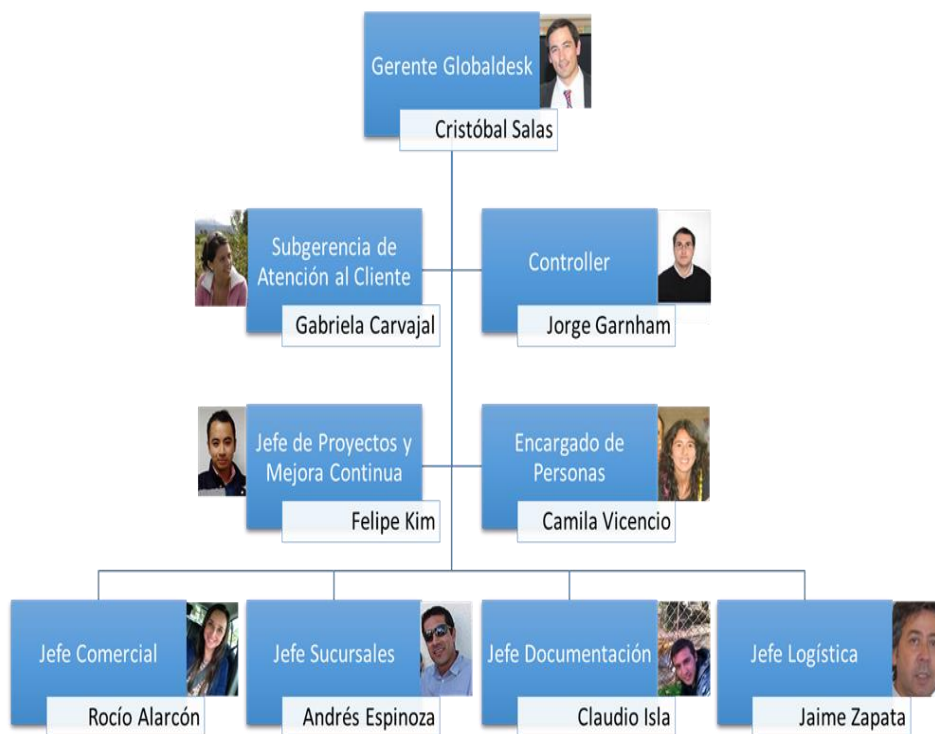 Gerente Globaldesk
Cristóbal Salas
Subgerencia de
Atención al Cliente
Gabriela Carvajal
Controller
Jorge Garnham
Jefe de Proyectos y
Mejora Continua
Felipe Kim
Encargado de
Personas
Camila Vicencio
Jefe Comercial
Rocío Alarcón
Jefe Sucursales
Andrés Espinoza
Jefe Documentación
Claudio Isla
Jefe Logística
Jaime Zapata